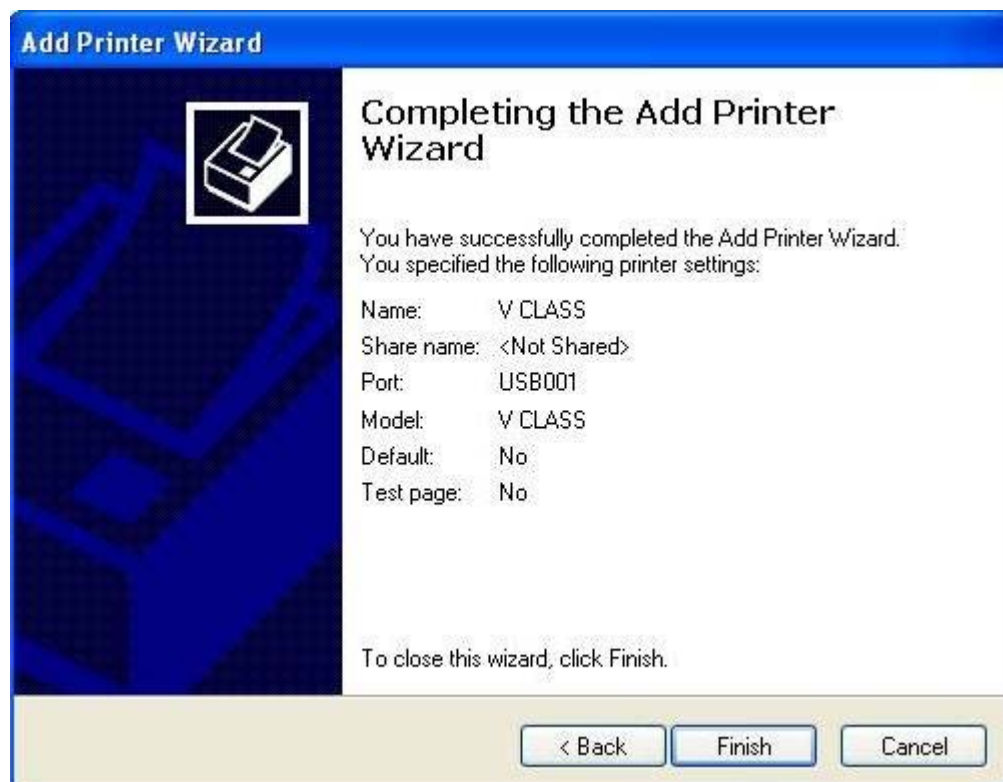 Add Printer Wizard
Completing the Add Printer
Wizard
You have successfully completed the Add Printer Wizard.
You specified the following printer settings:
Name: V CLASS
Share name: <Not Shared>
Port: USB001
Model: V CLASS
Default: No
Test page: No
To close this wizard, click Finish.
< Back Finish Cancel